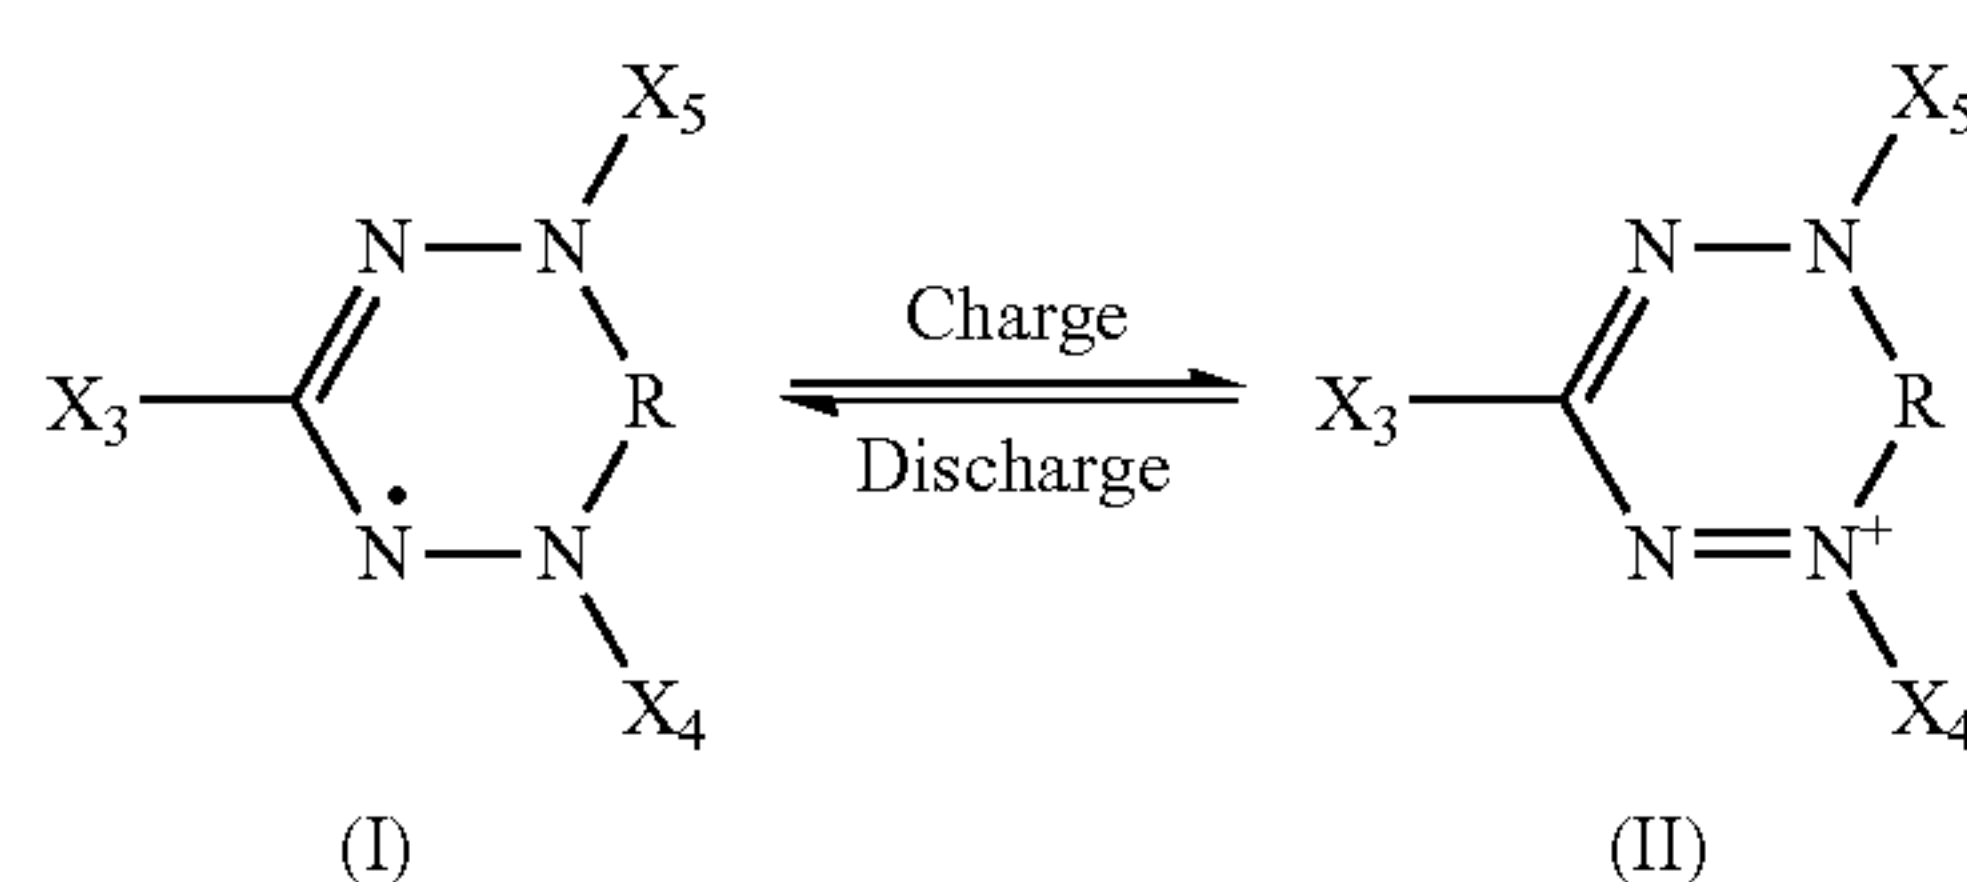 X5 X5
N — N N — N
Charge
X3 R X3 R
Discharge
N• — N N = N+
X4 X4
(I) (II)